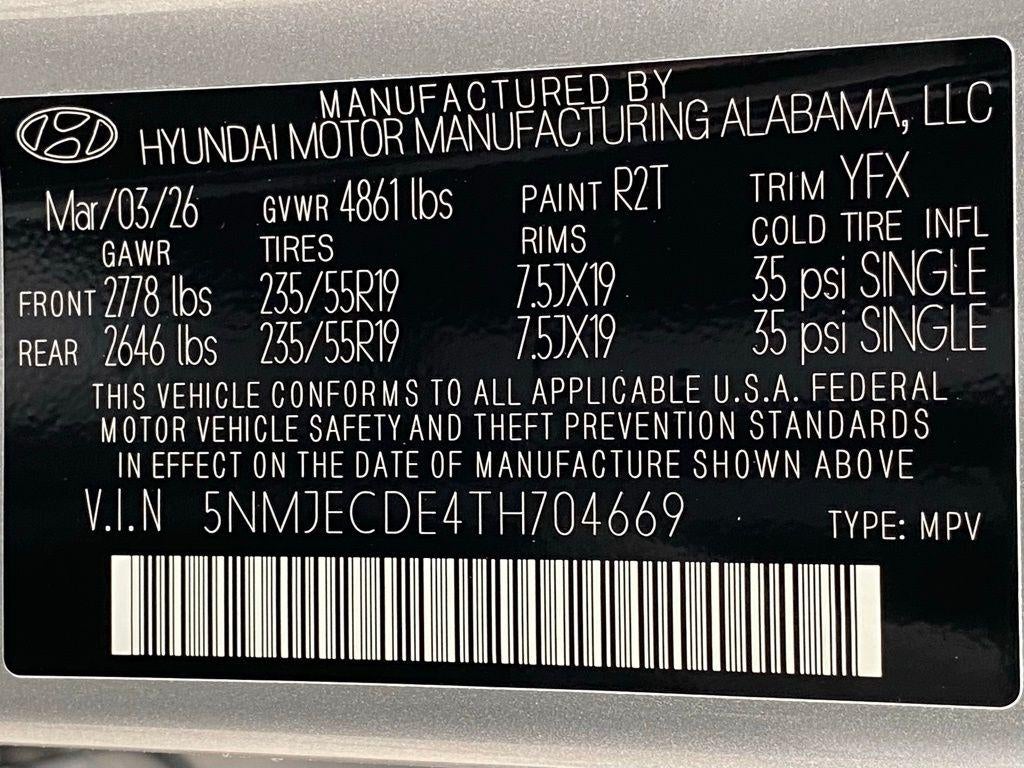 MANUFACTURED BY
HYUNDAI MOTOR MANUFACTURING ALABAMA, LLC
Mar/03/26 GVWR 4861 lbs PAINT R2T TRIM YFX
GAWR TIRES RIMS COLD TIRE INFL
FRONT 2778 lbs 235/55R19 7.5JX19 35 psi SINGLE
REAR 2646 lbs 235/55R19 7.5JX19 35 psi SINGLE
THIS VEHICLE CONFORMS TO ALL APPLICABLE U.S.A. FEDERAL
MOTOR VEHICLE SAFETY AND THEFT PREVENTION STANDARDS
IN EFFECT ON THE DATE OF MANUFACTURE SHOWN ABOVE
V.I.N 5NMJECDE4TH704669 TYPE: MPV